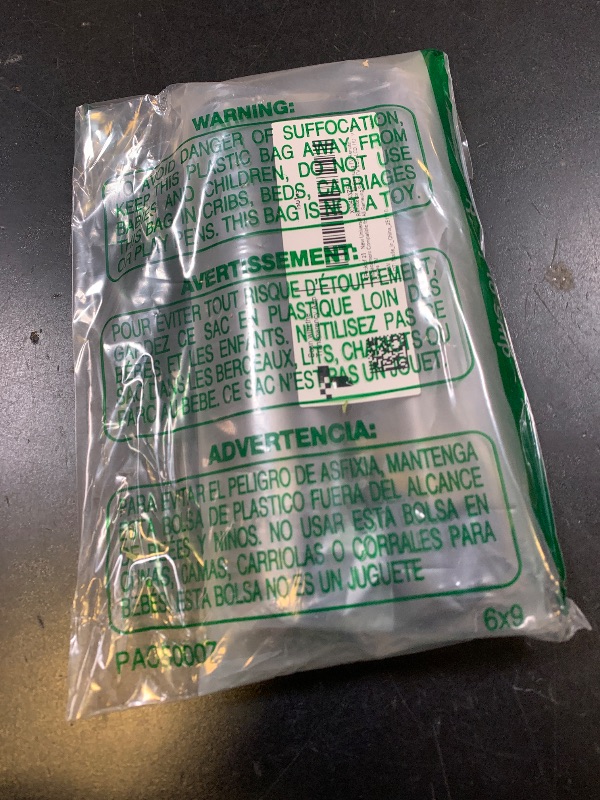 WARNING:
TO AVOID DANGER OF SUFFOCATION,
KEEP THIS PLASTIC BAG AWAY FROM
BABIES AND CHILDREN, DO NOT USE
THIS BAG IN CRIBS, BEDS, CARRIAGES
OR PLAY PENS. THIS BAG IS NOT A TOY.
AVERTISSEMENT:
POUR ÉVITER TOUT RISQUE D'ÉTOUFFEMENT,
GARDEZ CE SAC EN PLASTIQUE LOIN DES
BÉBÉS ET LES ENFANTS. N'UTILISEZ PAS CE
SAC DANS LES BERCEAUX, LITS, CHARIOTS OU
PARC AU BEBE. CE SAC N'EST PAS UN JOUET
ADVERTENCIA:
PARA EVITAR EL PELIGRO DE ASFIXIA, MANTENGA
ESTA BOLSA DE PLASTICO FUERA DEL ALCANCE
DE BEBES Y NIÑOS. NO USAR ESTA BOLSA EN
CUNAS, CAMAS, CARRIOLAS O CORRALES PARA
BEBES. ESTA BOLSA NO ES UN JUGUETE
6x9